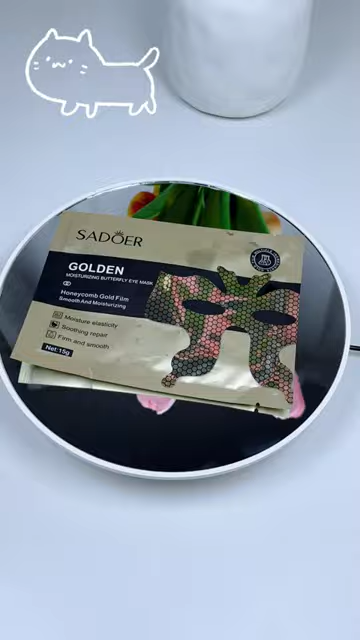 SADOER
GOLDEN
MOISTURIZING BUTTERFLY EYE MASK
Honeycomb Gold Film
Smooth And Moisturizing
Moisture elasticity
Soothing repair
Firm and smooth
Net:15g